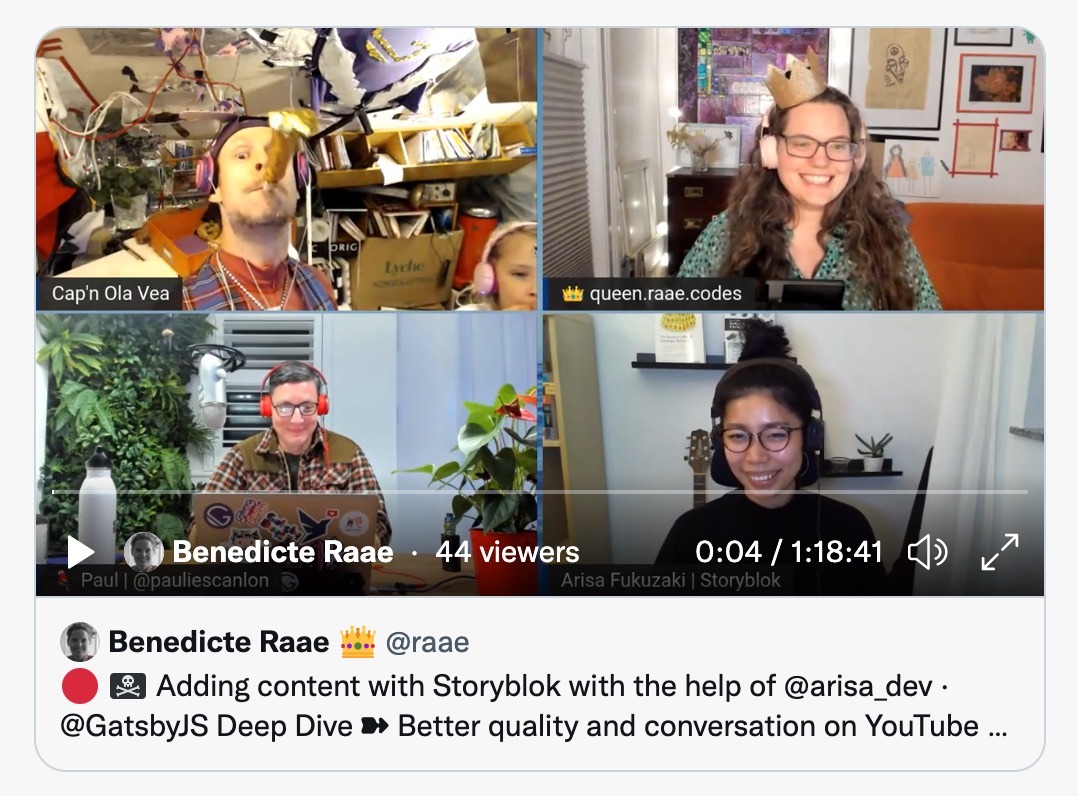 ORIG
Lyche
Cap'n Ola Vea
👑 queen.raae.codes
Benedicte Raae · 44 viewers
0:04 / 1:18:41
Paul | @pauliescanlon
Arisa Fukuzaki | Storyblok
Benedicte Raae 👑 @raae
🔴 🏴‍☠️ Adding content with Storyblok with the help of @arisa_dev ·
@GatsbyJS Deep Dive ➽ Better quality and conversation on YouTube ...